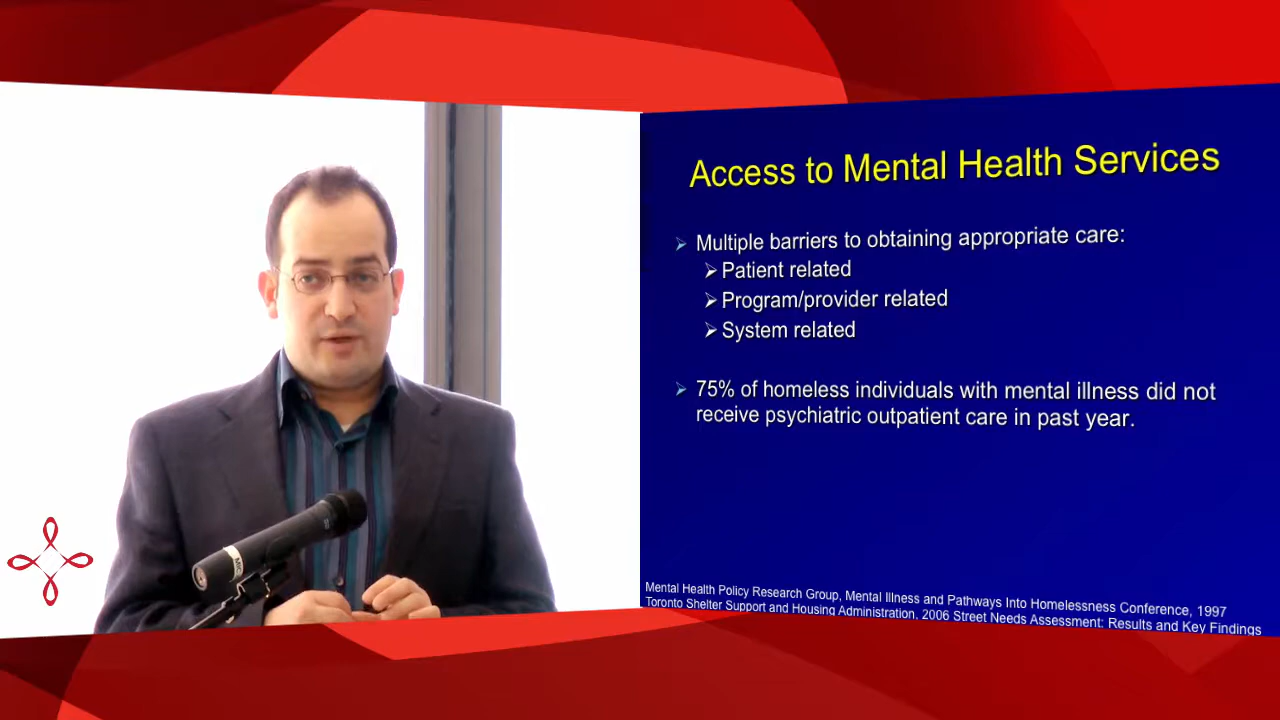 Access to Mental Health Services
Multiple barriers to obtaining appropriate care:
Patient related
Program/provider related
System related
75% of homeless individuals with mental illness did not
receive psychiatric outpatient care in past year.
Mental Health Policy Research Group, Mental Illness and Pathways Into Homelessness Conference, 1997
Toronto Shelter Support and Housing Administration, 2006 Street Needs Assessment: Results and Key Findings